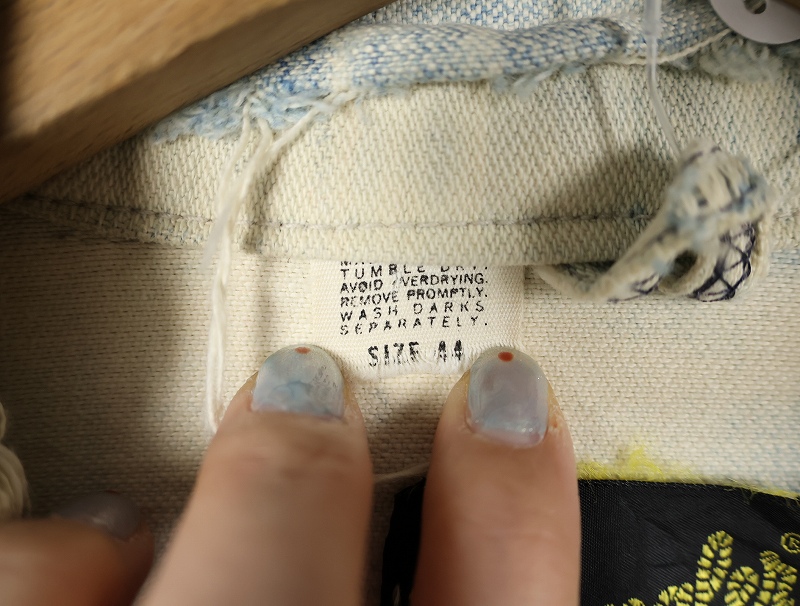 TUMBLE DRY.
AVOID OVERDRYING.
REMOVE PROMPTLY.
WASH DARKS
SEPARATELY.
SIZE 44
®